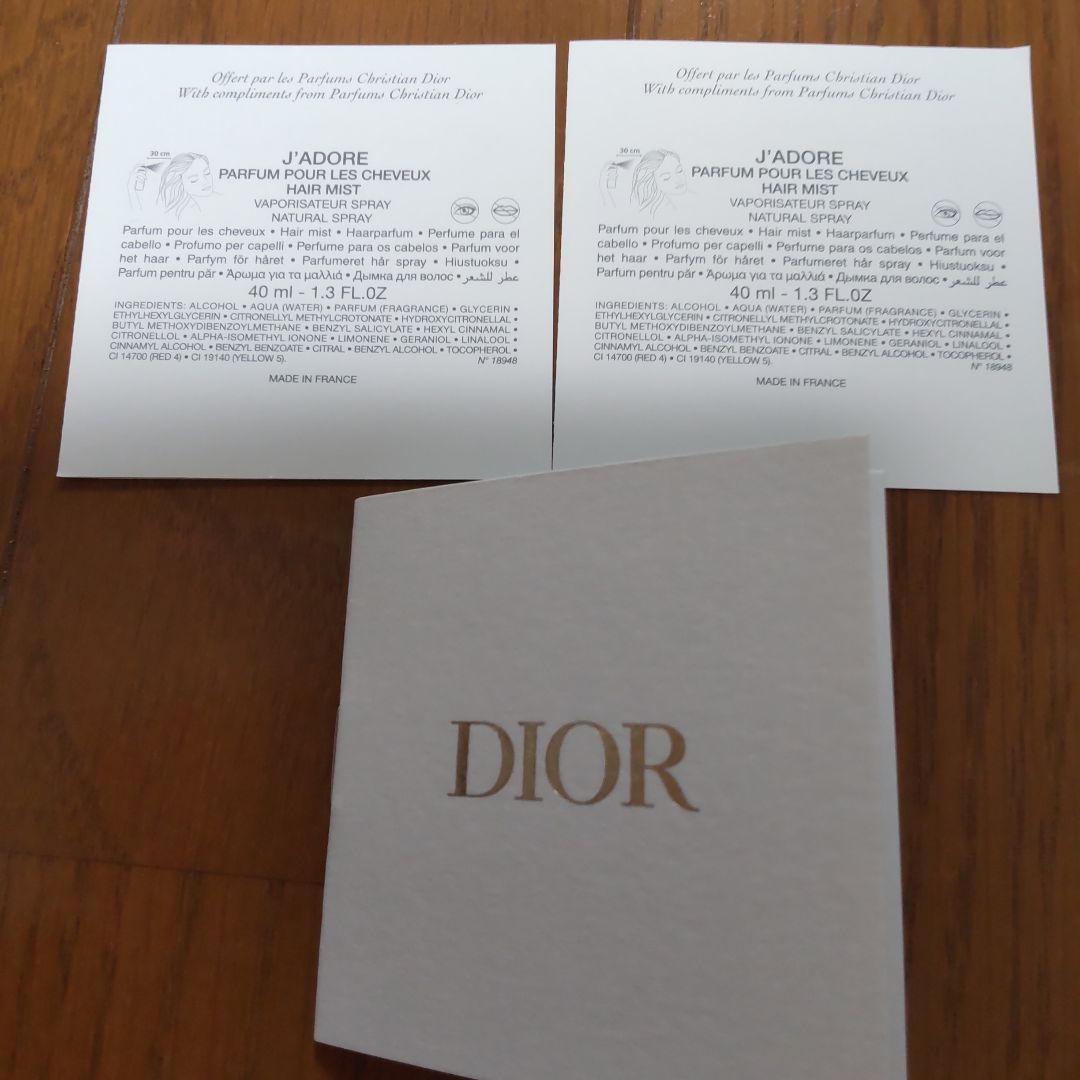 Offert par les Parfums Christian Dior
With compliments from Parfums Christian Dior
30 cm
J'ADORE
PARFUM POUR LES CHEVEUX
HAIR MIST
VAPORISATEUR SPRAY
NATURAL SPRAY
Parfum pour les cheveux • Hair mist • Haarparfum • Perfume para el
cabello • Profumo per capelli • Perfume para os cabelos • Parfum voor
het haar • Parfym för håret • Parfumeret hår spray • Hiustuoksu •
Parfum pentru păr • Άρωμα για τα μαλλιά • Дымка для волос • عطر للشعر
40 ml - 1.3 FL.OZ
INGREDIENTS: ALCOHOL • AQUA (WATER) • PARFUM (FRAGRANCE) • GLYCERIN •
ETHYLHEXYLGLYCERIN • CITRONELLYL METHYLCROTONATE • HYDROXYCITRONELLAL •
BUTYL METHOXYDIBENZOYLMETHANE • BENZYL SALICYLATE • HEXYL CINNAMAL •
CITRONELLOL • ALPHA-ISOMETHYL IONONE • LIMONENE • GERANIOL • LINALOOL •
CINNAMYL ALCOHOL • BENZYL BENZOATE • CITRAL • BENZYL ALCOHOL • TOCOPHEROL •
CI 14700 (RED 4) • CI 19140 (YELLOW 5).
N° 18948
MADE IN FRANCE
Offert par les Parfums Christian Dior
With compliments from Parfums Christian Dior
30 cm
J'ADORE
PARFUM POUR LES CHEVEUX
HAIR MIST
VAPORISATEUR SPRAY
NATURAL SPRAY
Parfum pour les cheveux • Hair mist • Haarparfum • Perfume para el
cabello • Profumo per capelli • Perfume para os cabelos • Parfum voor
het haar • Parfym för håret • Parfumeret hår spray • Hiustuoksu •
Parfum pentru păr • Άρωμα για τα μαλλιά • Дымка для волос • عطر للشعر
40 ml - 1.3 FL.OZ
INGREDIENTS: ALCOHOL • AQUA (WATER) • PARFUM (FRAGRANCE) • GLYCERIN •
ETHYLHEXYLGLYCERIN • CITRONELLYL METHYLCROTONATE • HYDROXYCITRONELLAL •
BUTYL METHOXYDIBENZOYLMETHANE • BENZYL SALICYLATE • HEXYL CINNAMAL •
CITRONELLOL • ALPHA-ISOMETHYL IONONE • LIMONENE • GERANIOL • LINALOOL •
CINNAMYL ALCOHOL • BENZYL BENZOATE • CITRAL • BENZYL ALCOHOL • TOCOPHEROL •
CI 14700 (RED 4) • CI 19140 (YELLOW 5).
N° 18948
MADE IN FRANCE
DIOR